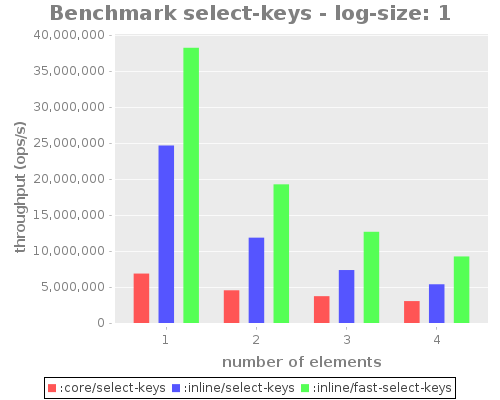 Benchmark select-keys - log-size: 1
throughput (ops/s)
40,000,000
35,000,000
30,000,000
25,000,000
20,000,000
15,000,000
10,000,000
5,000,000
0
1 2 3 4
number of elements
:core/select-keys :inline/select-keys :inline/fast-select-keys